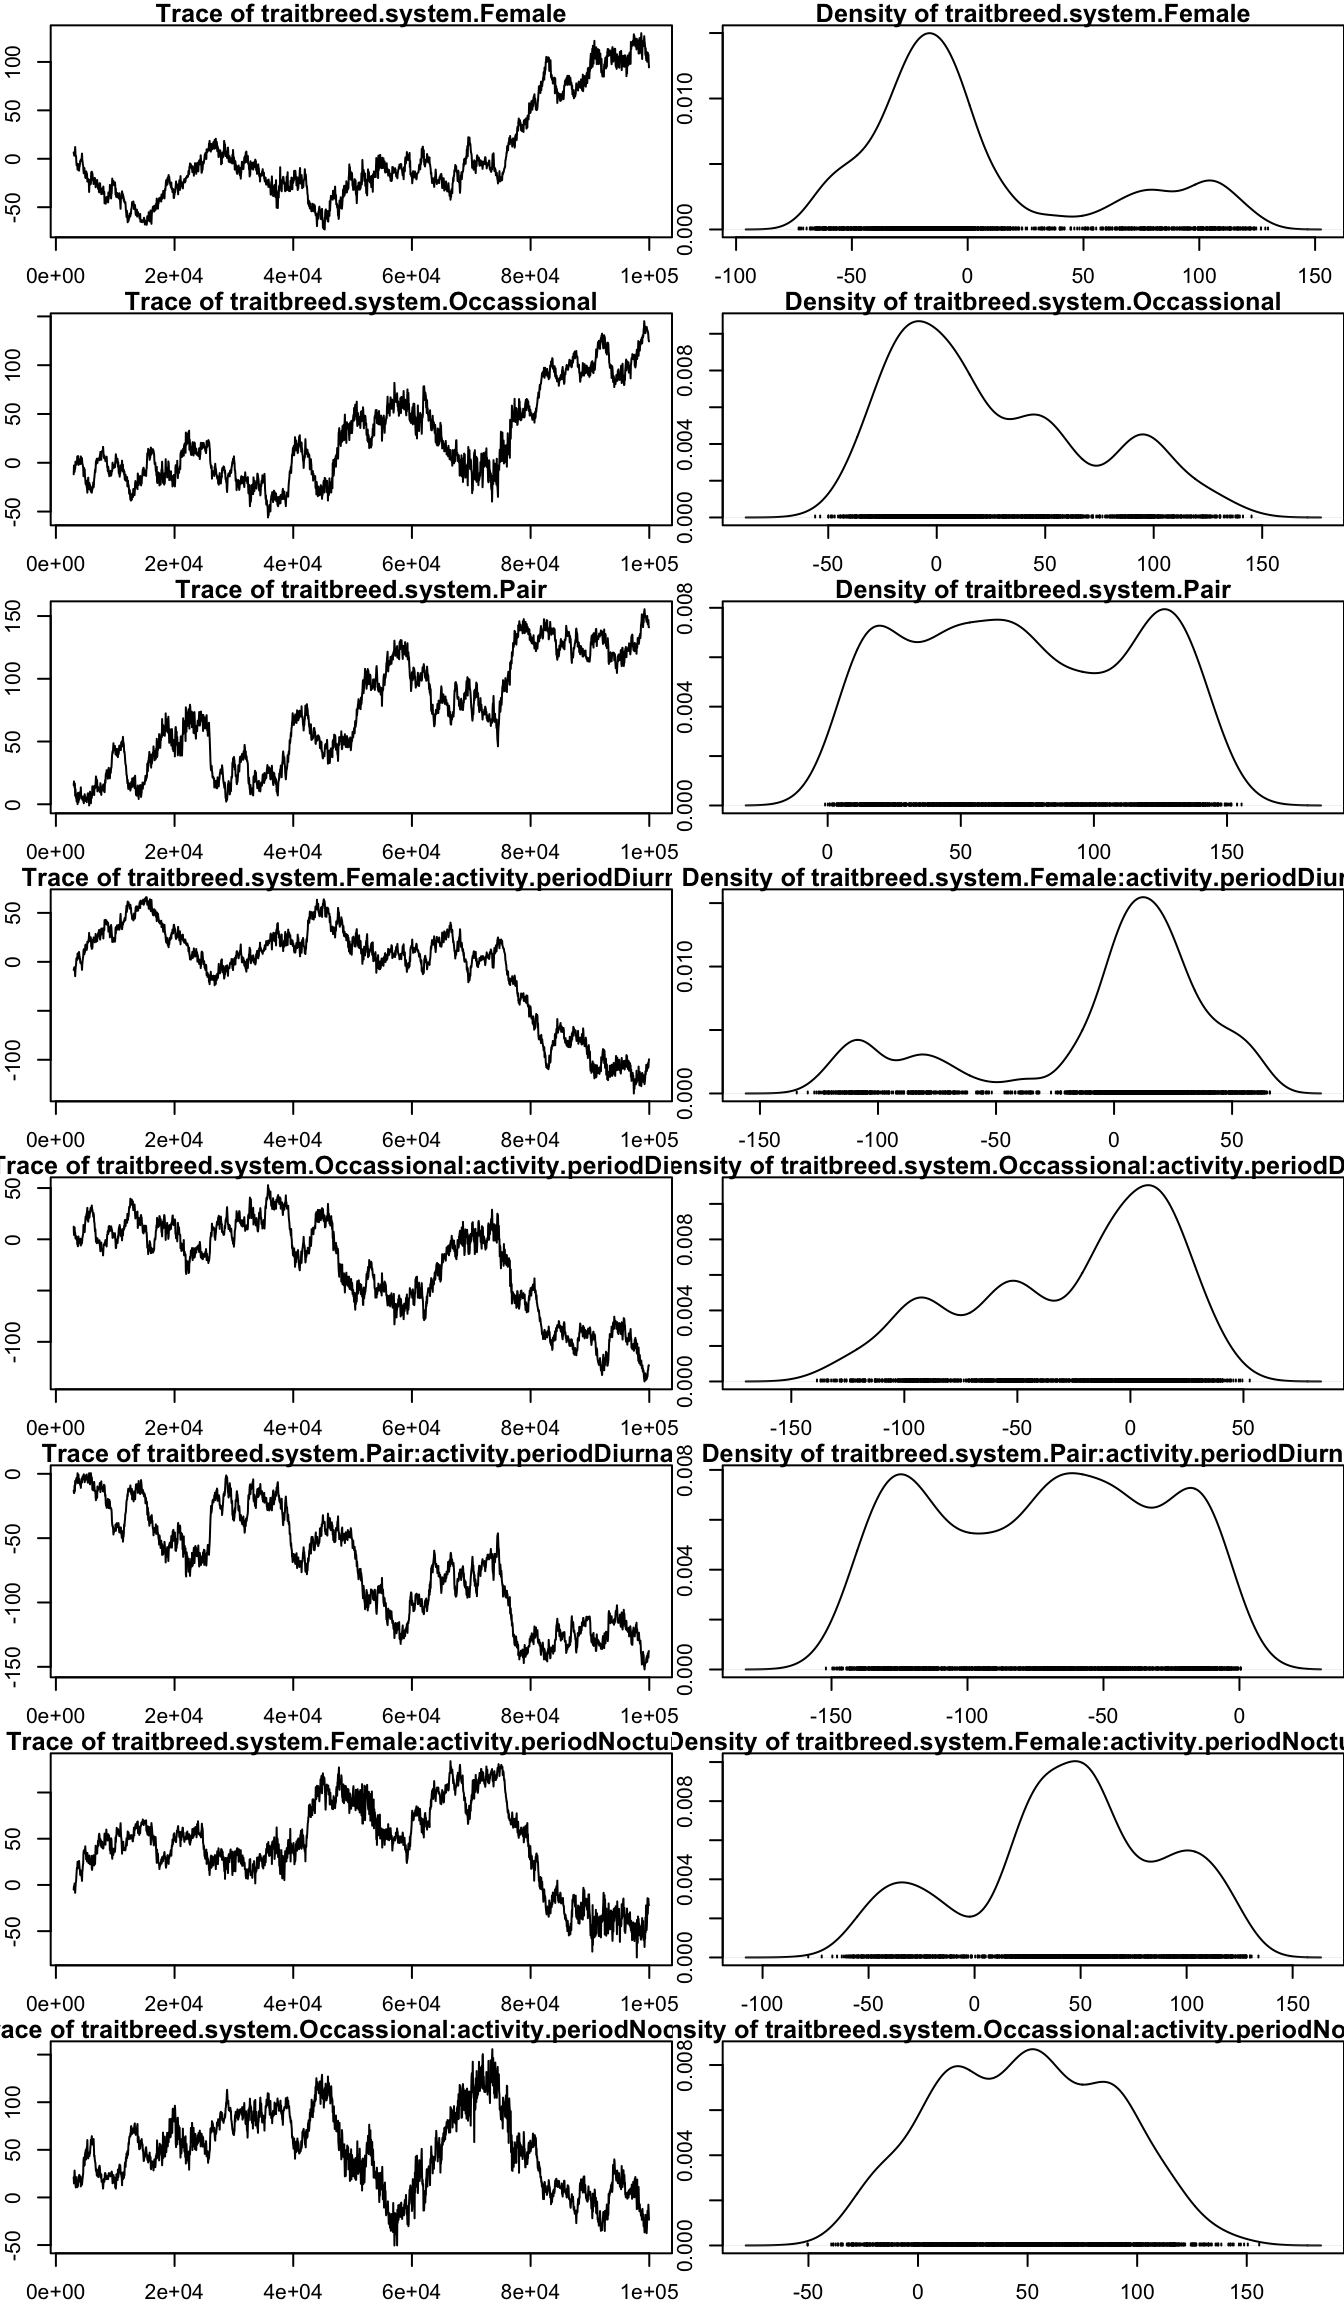 Trace of traitbreed.system.Female
Density of traitbreed.system.Female
-50 0 50 100
0.000 0.010
0e+00 2e+04 4e+04 6e+04 8e+04 1e+05
-100 -50 0 50 100 150
Trace of traitbreed.system.Occassional
Density of traitbreed.system.Occassional
-50 0 50 100
0.000 0.004 0.008
0e+00 2e+04 4e+04 6e+04 8e+04 1e+05
-50 0 50 100 150
Trace of traitbreed.system.Pair
Density of traitbreed.system.Pair
0 50 100 150
0.000 0.004 0.008
0e+00 2e+04 4e+04 6e+04 8e+04 1e+05
0 50 100 150
Trace of traitbreed.system.Female:activity.periodDiurr
Density of traitbreed.system.Female:activity.periodDiur
-100 0 50
0.000 0.010
0e+00 2e+04 4e+04 6e+04 8e+04 1e+05
-150 -100 -50 0 50
Trace of traitbreed.system.Occassional:activity.periodDi
ensity of traitbreed.system.Occassional:activity.periodD
-100 0 50
0.000 0.004 0.008
0e+00 2e+04 4e+04 6e+04 8e+04 1e+05
-150 -100 -50 0 50
Trace of traitbreed.system.Pair:activity.periodDiurna
Density of traitbreed.system.Pair:activity.periodDiurn
-150 -100 -50 0
0.000 0.004 0.008
0e+00 2e+04 4e+04 6e+04 8e+04 1e+05
-150 -100 -50 0
Trace of traitbreed.system.Female:activity.periodNoctu
Density of traitbreed.system.Female:activity.periodNoctu
-50 0 50
0.000 0.004 0.008
0e+00 2e+04 4e+04 6e+04 8e+04 1e+05
-100 -50 0 50 100 150
ace of traitbreed.system.Occassional:activity.periodNoc
nsity of traitbreed.system.Occassional:activity.periodNo
-50 0 50 100
0.000 0.004 0.008
0e+00 2e+04 4e+04 6e+04 8e+04 1e+05
-50 0 50 100 150